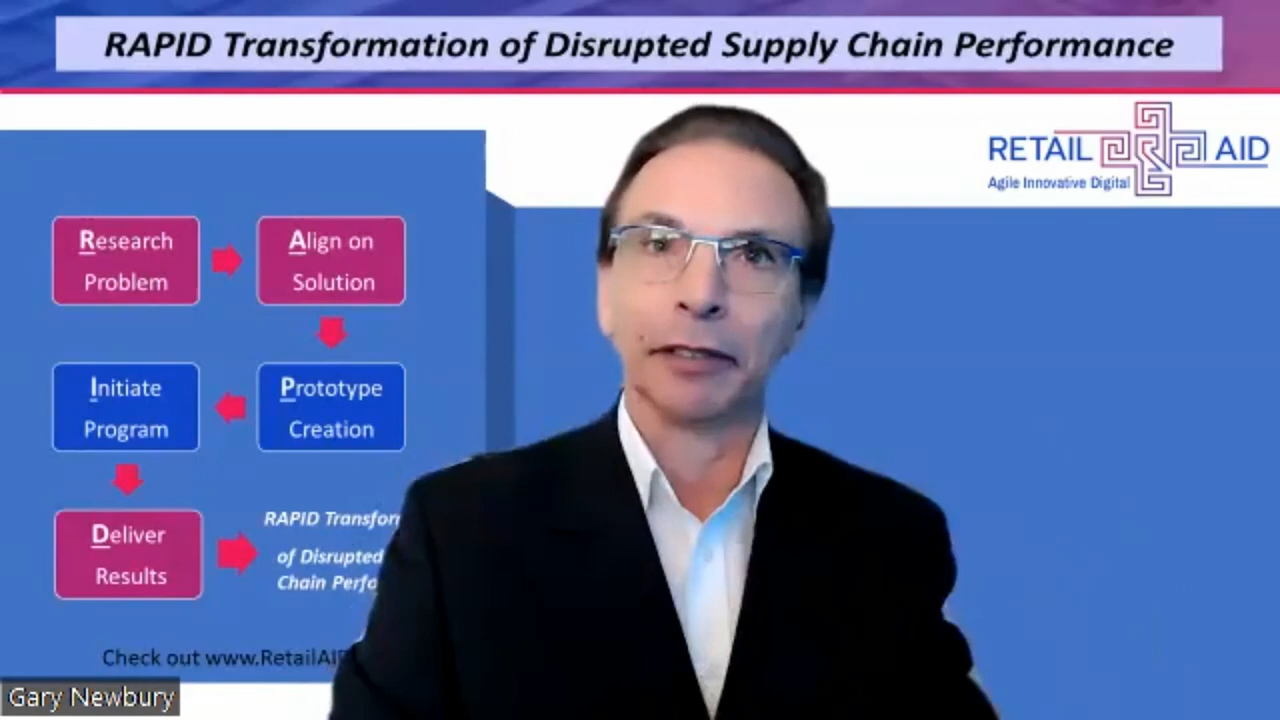 RAPID Transformation of Disrupted Supply Chain Performance
RETAIL AID
Agile Innovative Digital
Research
Problem
Align on
Solution
Initiate
Program
Prototype
Creation
Deliver
Results
RAPID
of Disrupted
Chain
Check out
Gary Newbury